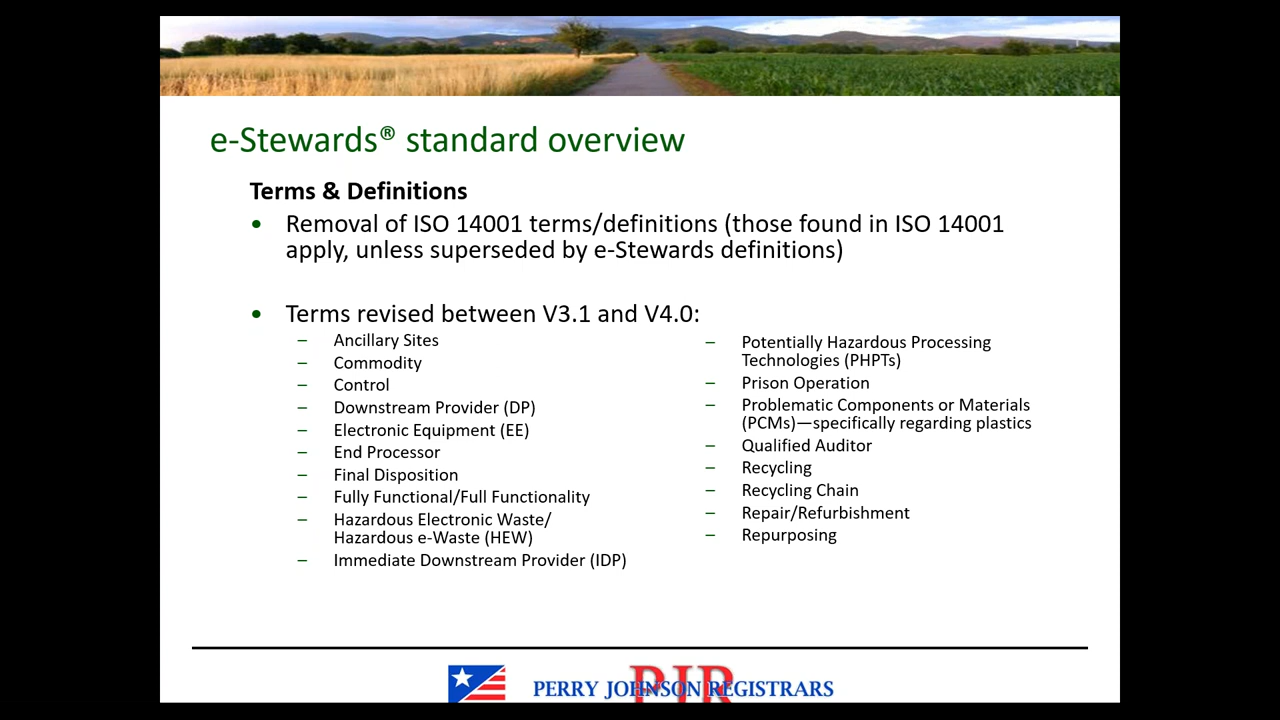 e-Stewards® standard overview
Terms & Definitions
• Removal of ISO 14001 terms/definitions (those found in ISO 14001
apply, unless superseded by e-Stewards definitions)
• Terms revised between V3.1 and V4.0:
– Ancillary Sites
– Commodity
– Control
– Downstream Provider (DP)
– Electronic Equipment (EE)
– End Processor
– Final Disposition
– Fully Functional/Full Functionality
– Hazardous Electronic Waste/
Hazardous e-Waste (HEW)
– Immediate Downstream Provider (IDP)
– Potentially Hazardous Processing
Technologies (PHPTs)
– Prison Operation
– Problematic Components or Materials
(PCMs)—specifically regarding plastics
– Qualified Auditor
– Recycling
– Recycling Chain
– Repair/Refurbishment
– Repurposing
PJR
PERRY JOHNSON REGISTRARS